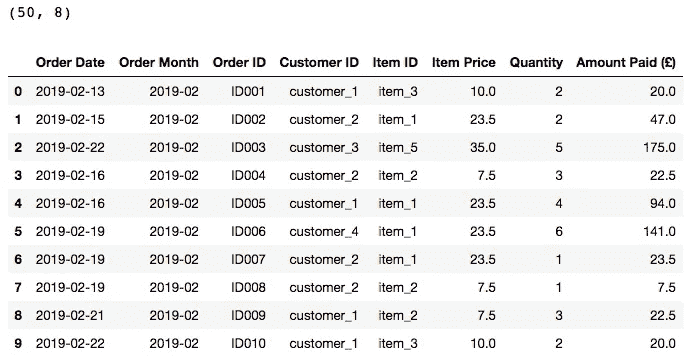 (50, 8)
Order Date Order Month Order ID Customer ID Item ID Item Price Quantity Amount Paid (£)
0 2019-02-13 2019-02 ID001 customer_1 item_3 10.0 2 20.0
1 2019-02-15 2019-02 ID002 customer_2 item_1 23.5 2 47.0
2 2019-02-22 2019-02 ID003 customer_3 item_5 35.0 5 175.0
3 2019-02-16 2019-02 ID004 customer_2 item_2 7.5 3 22.5
4 2019-02-16 2019-02 ID005 customer_1 item_1 23.5 4 94.0
5 2019-02-19 2019-02 ID006 customer_4 item_1 23.5 6 141.0
6 2019-02-19 2019-02 ID007 customer_2 item_1 23.5 1 23.5
7 2019-02-19 2019-02 ID008 customer_2 item_2 7.5 1 7.5
8 2019-02-21 2019-02 ID009 customer_1 item_2 7.5 3 22.5
9 2019-02-22 2019-02 ID010 customer_1 item_3 10.0 2 20.0